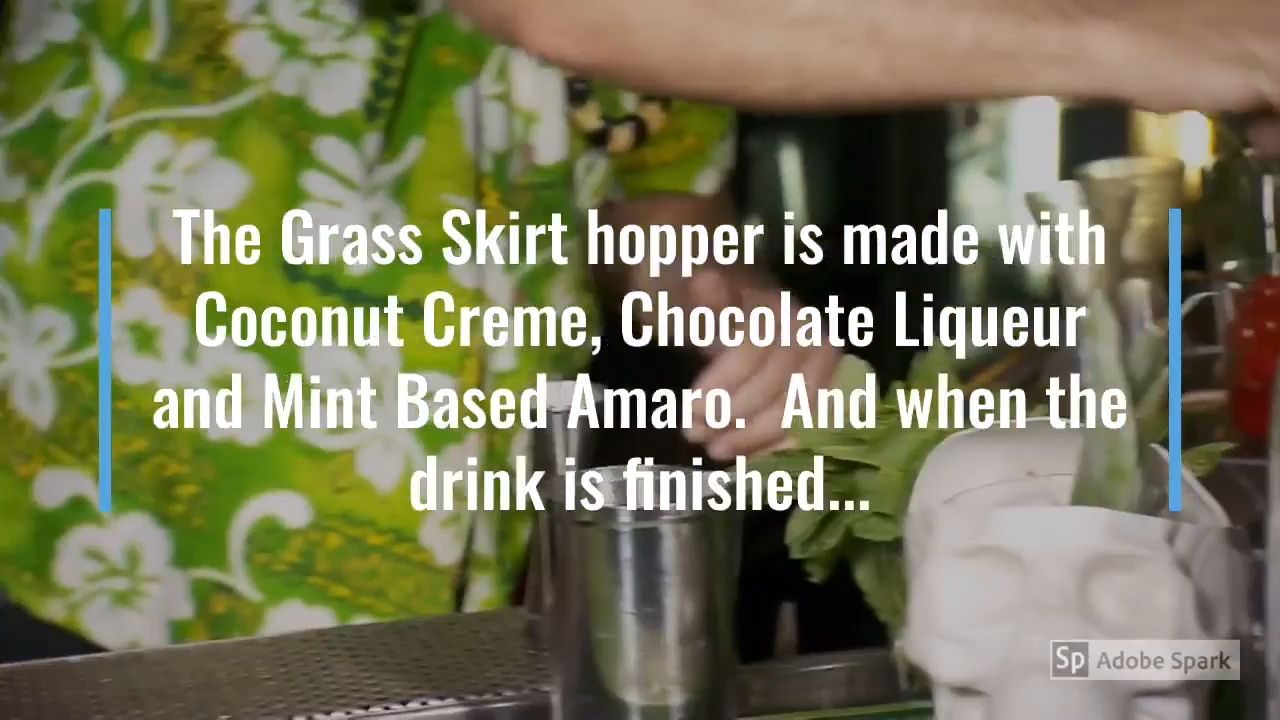 The Grass Skirt hopper is made with
Coconut Creme, Chocolate Liqueur
and Mint Based Amaro.  And when the
drink is finished...
Sp Adobe Spark